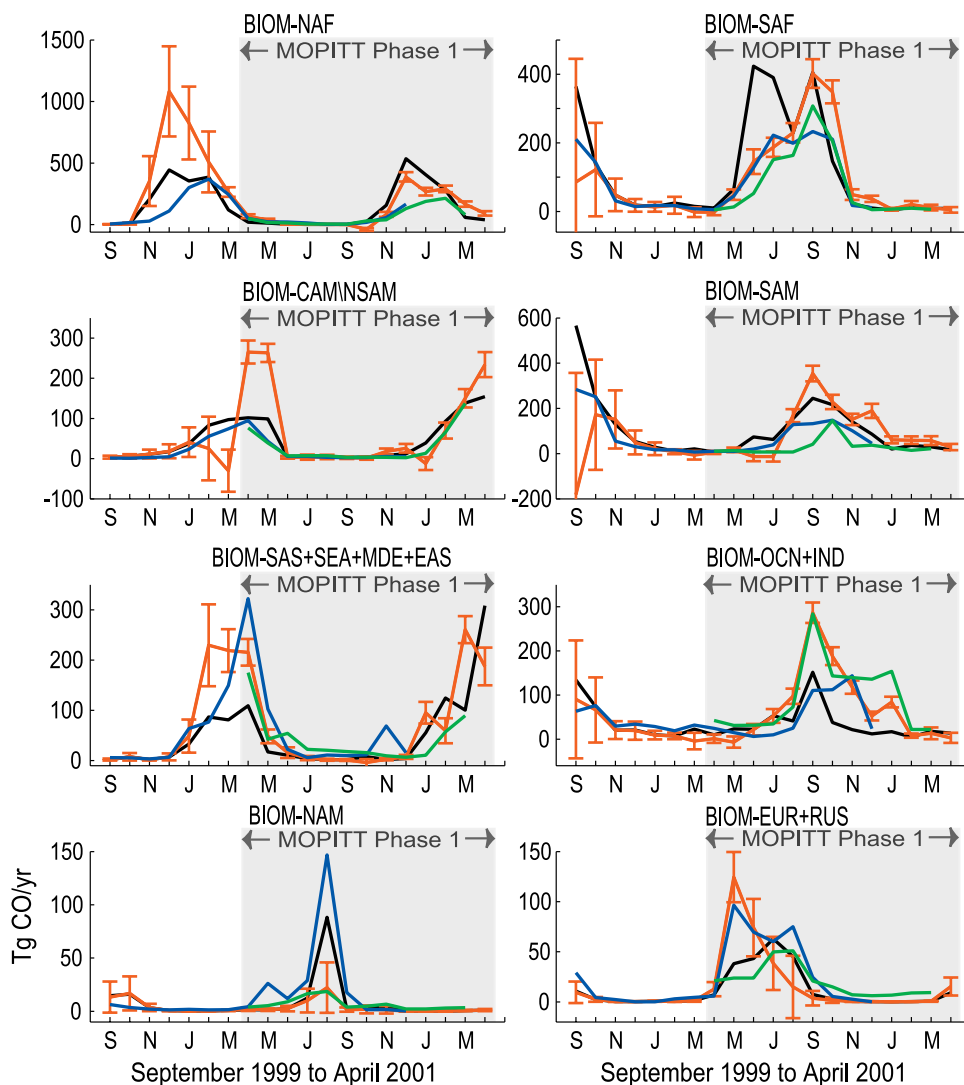 BIOM-NAF
MOPITT Phase 1
1500
1000
500
0
S N J M M J S N J M
BIOM-SAF
MOPITT Phase 1
400
200
0
S N J M M J S N J M
BIOM-CAM\NSAM
MOPITT Phase 1
300
200
100
0
-100
S N J M M J S N J M
BIOM-SAM
MOPITT Phase 1
600
400
200
0
-200
S N J M M J S N J M
BIOM-SAS+SEA+MDE+EAS
MOPITT Phase 1
300
200
100
0
S N J M M J S N J M
BIOM-OCN+IND
MOPITT Phase 1
300
200
100
0
S N J M M J S N J M
BIOM-NAM
MOPITT Phase 1
150
100
50
0
Tg CO/yr
S N J M M J S N J M
September 1999 to April 2001
BIOM-EUR+RUS
MOPITT Phase 1
150
100
50
0
S N J M M J S N J M
September 1999 to April 2001